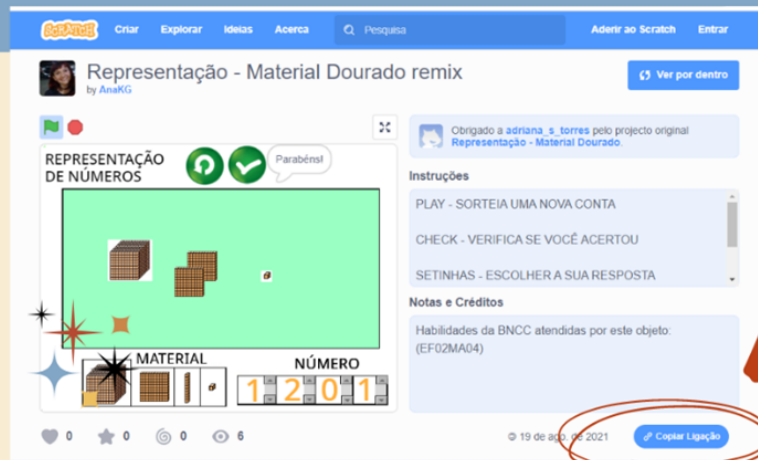 SCRATCH Criar Explorar Ideias Acerca Pesquisa Aderir ao Scratch Entrar
Representação - Material Dourado remix
by AnaKG
Ver por dentro
REPRESENTAÇÃO
DE NÚMEROS
Parabéns!
MATERIAL
NÚMERO
1 2 0 1
Obrigado a adriana_s_torres pelo projecto original
Representação - Material Dourado.
Instruções
PLAY - SORTEIA UMA NOVA CONTA
CHECK - VERIFICA SE VOCÊ ACERTOU
SETINHAS - ESCOLHER A SUA RESPOSTA
Notas e Créditos
Habilidades da BNCC atendidas por este objeto:
(EF02MA04)
0 0 0 6
© 19 de ago. de 2021
Copiar Ligação